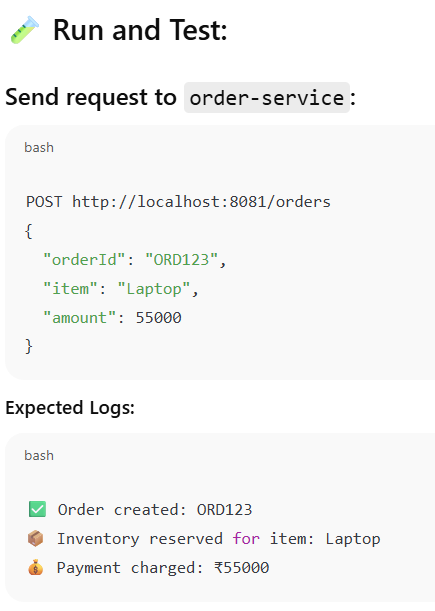 🧪 Run and Test:
Send request to order-service:
bash
POST http://localhost:8081/orders
{
  "orderId": "ORD123",
  "item": "Laptop",
  "amount": 55000
}
Expected Logs:
bash
✅ Order created: ORD123
📦 Inventory reserved for item: Laptop
💰 Payment charged: ₹55000